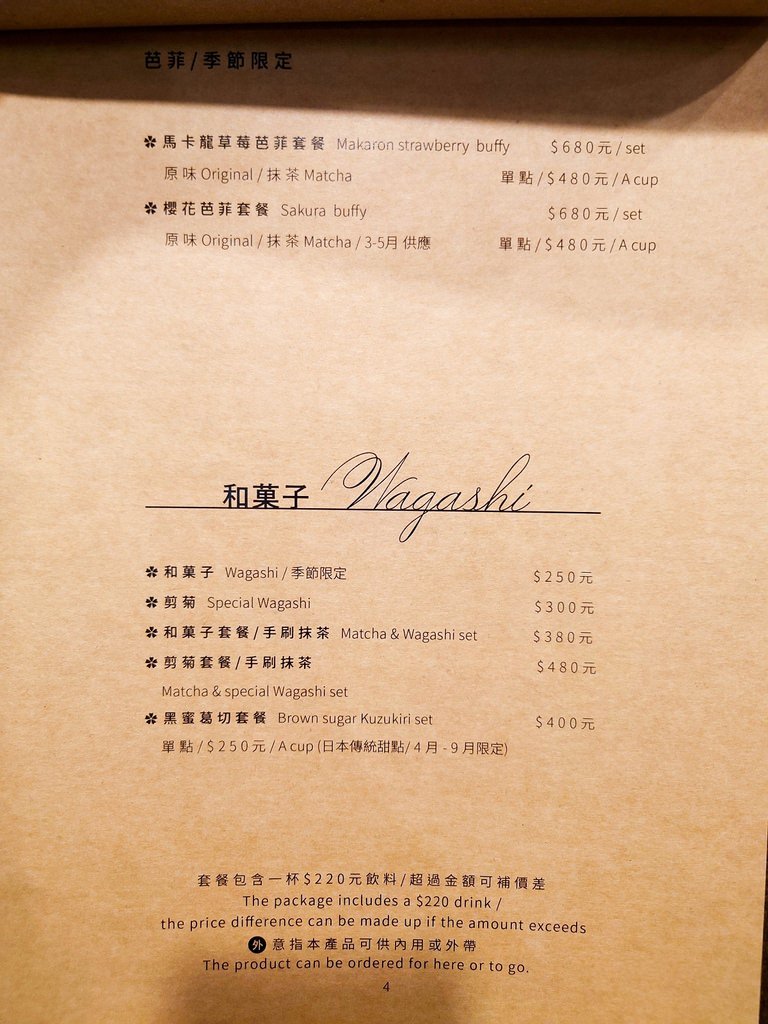 芭菲/季節限定
✽ 馬卡龍草莓芭菲套餐 Makaron strawberry buffy $680元/set
原味 Original / 抹茶 Matcha 單點/$480元/A cup
✽ 櫻花芭菲套餐 Sakura buffy $680元/set
原味 Original / 抹茶 Matcha / 3-5月 供應 單點/$480元/A cup
和菓子 Wagashi
✽ 和菓子 Wagashi / 季節限定 $250元
✽ 剪菊 Special Wagashi $300元
✽ 和菓子套餐/手刷抹茶 Matcha & Wagashi set $380元
✽ 剪菊套餐/手刷抹茶 $480元
Matcha & special Wagashi set
✽ 黑蜜葛切套餐 Brown sugar Kuzukiri set $400元
單點/$250元/A cup (日本傳統甜點/ 4 月 - 9 月限定)
套餐包含一杯$220元飲料/超過金額可補價差
The package includes a $220 drink /
the price difference can be made up if the amount exceeds
外 意指本產品可供內用或外帶
The product can be ordered for here or to go.
4